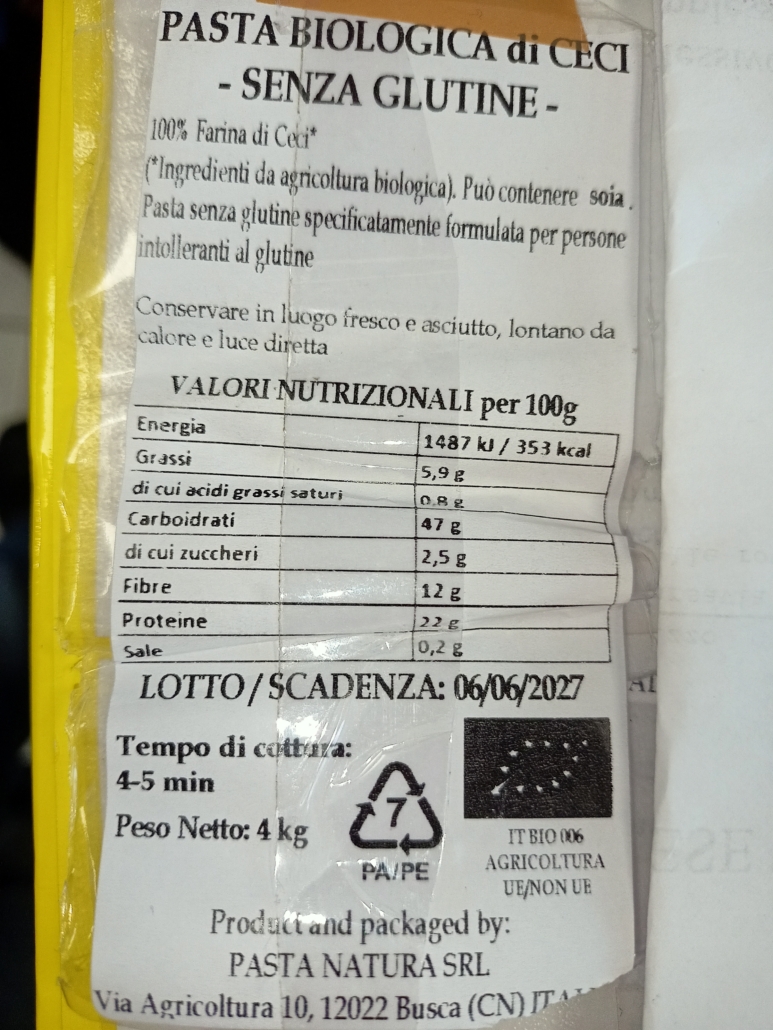 PASTA BIOLOGICA di CECI
- SENZA GLUTINE -
100% Farina di Ceci*
(*Ingredienti da agricoltura biologica). Può contenere soia.
Pasta senza glutine specificatamente formulata per persone
intolleranti al glutine
Conservare in luogo fresco e asciutto, lontano da
calore e luce diretta
VALORI NUTRIZIONALI per 100g
Energia 1487 kJ / 353 kcal
Grassi 5,9 g
di cui acidi grassi saturi 0,8 g
Carboidrati 47 g
di cui zuccheri 2,5 g
Fibre 12 g
Proteine 22 g
Sale 0,2 g
LOTTO / SCADENZA: 06/06/2027
Tempo di cottura:
4-5 min
Peso Netto: 4 kg
7
PA/PE
IT BIO 006
AGRICOLTURA
UE/NON UE
Product and packaged by:
PASTA NATURA SRL
Via Agricoltura 10, 12022 Busca (CN)